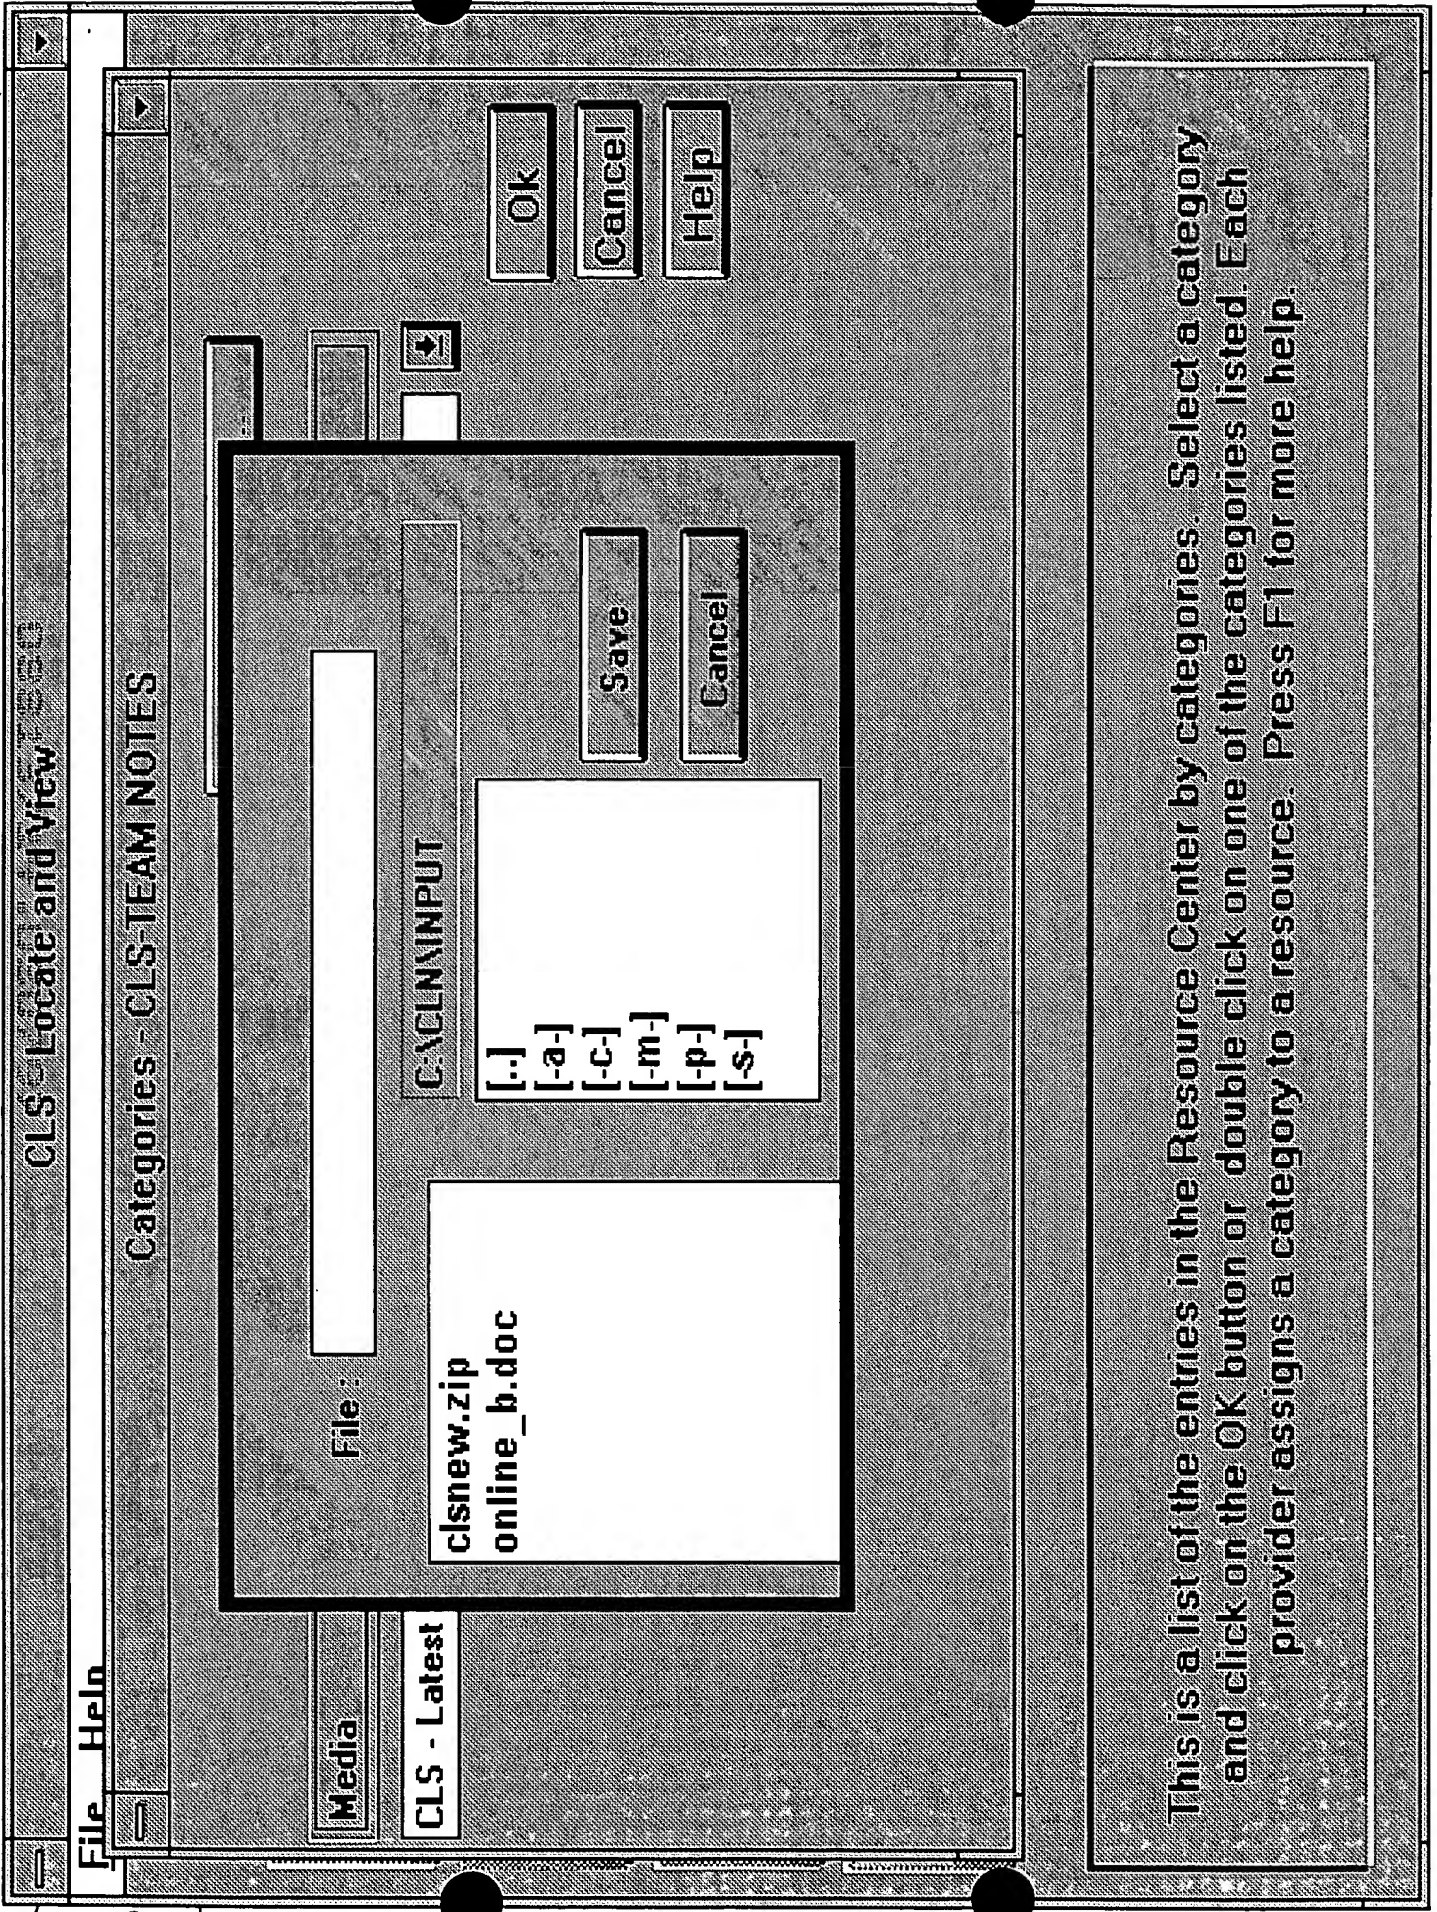 CLS Locate and View
File Help
Categories - CLS-TEAM NOTES
Media
CLS - Latest
File:
C:\CLN\INPUT
clsnew.zip
online_b.doc
[..]
[-a-]
[-c-]
[-m-]
[-p-]
[-s-]
Save
Cancel
Ok
Cancel
Help
This is a list of the entries in the Resource Center by categories. Select a category
and click on the OK button or double click on one of the categories listed. Each
provider assigns a category to a resource. Press F1 for more help.